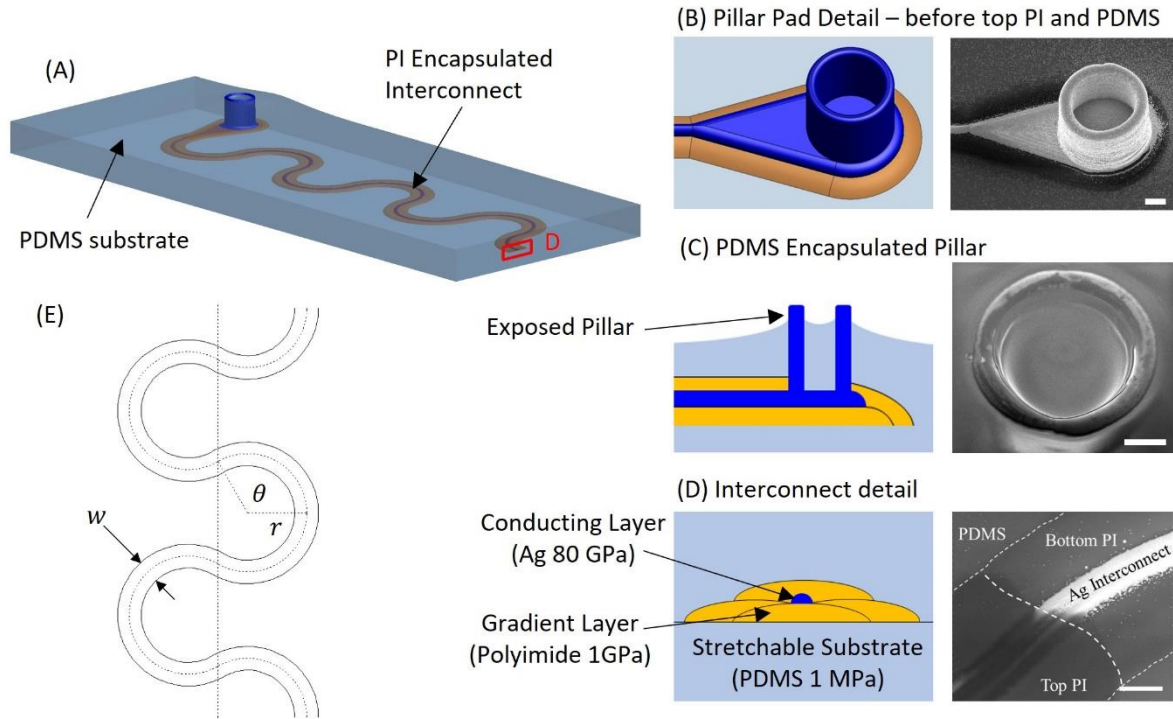 (A)
PI Encapsulated
Interconnect
PDMS substrate
D
(B) Pillar Pad Detail – before top PI and PDMS
(C) PDMS Encapsulated Pillar
Exposed Pillar
(D) Interconnect detail
Conducting Layer
(Ag 80 GPa)
Gradient Layer
(Polyimide 1GPa)
Stretchable Substrate
(PDMS 1 MPa)
PDMS
Bottom PI
Ag Interconnect
Top PI
(E)
θ
r
w